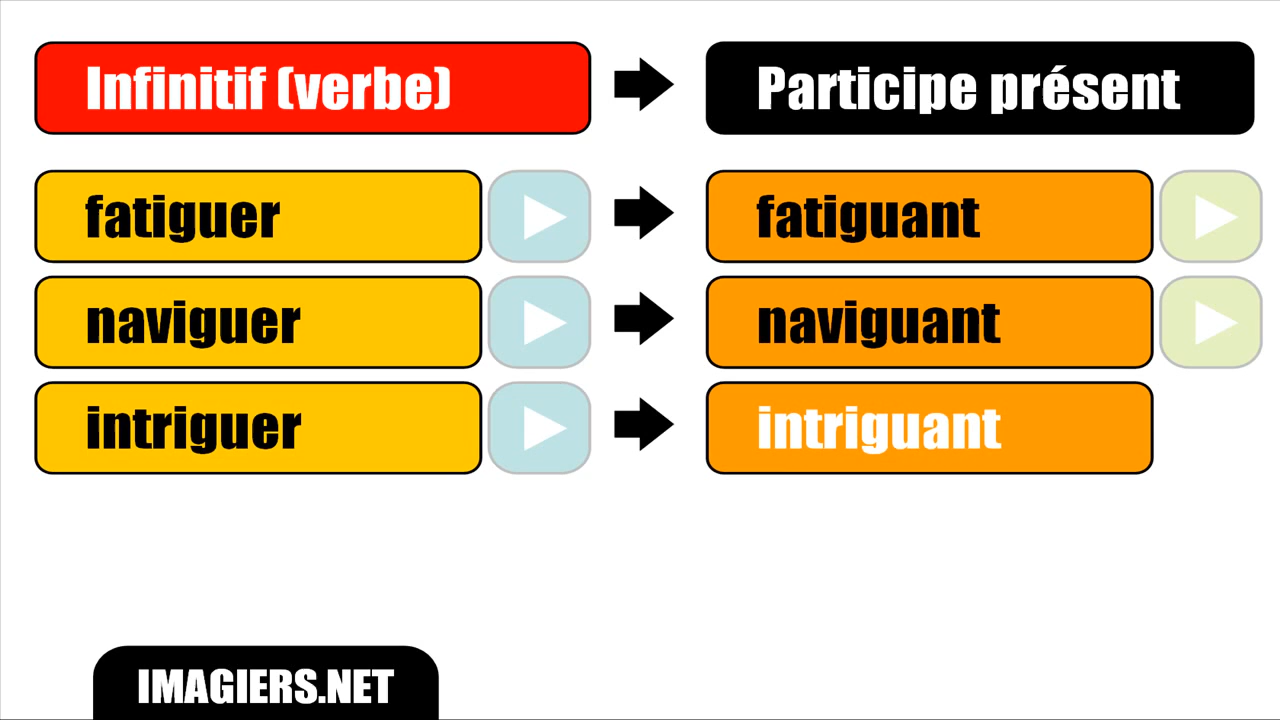 Infinitif (verbe) Participe présent
fatiguer fatiguant
naviguer naviguant
intriguer intriguant
IMAGIERS.NET